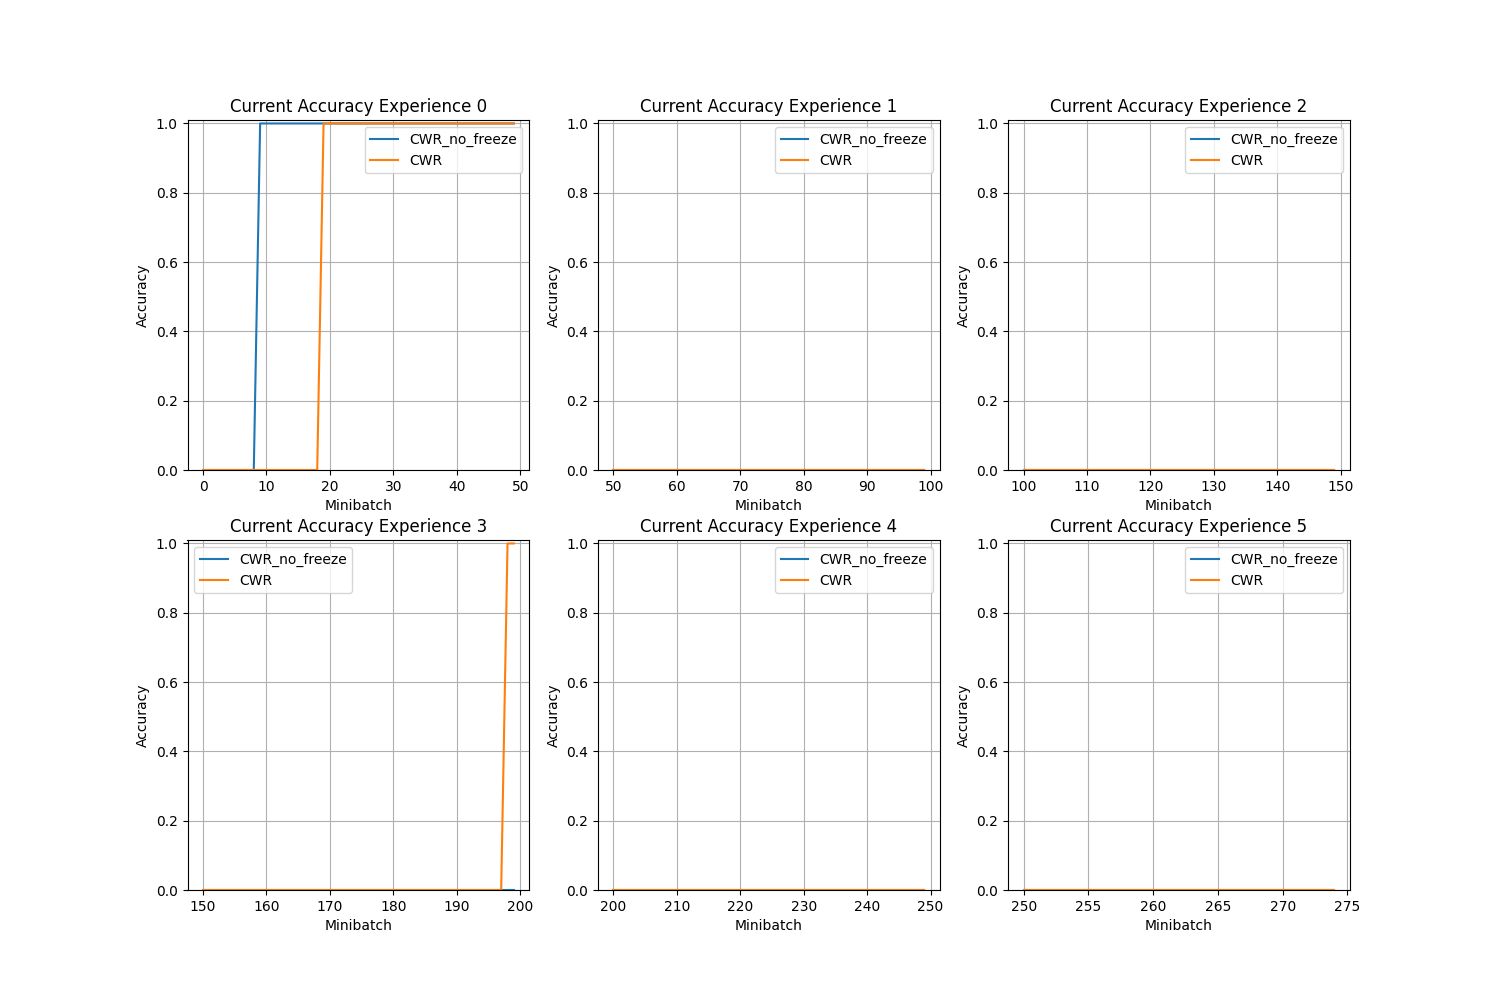 Current Accuracy Experience 0
1.0
0.8
0.6
0.4
0.2
0.0
Accuracy
CWR_no_freeze
CWR
0 10 20 30 40 50
Minibatch
Current Accuracy Experience 1
1.0
0.8
0.6
0.4
0.2
0.0
Accuracy
CWR_no_freeze
CWR
50 60 70 80 90 100
Minibatch
Current Accuracy Experience 2
1.0
0.8
0.6
0.4
0.2
0.0
Accuracy
CWR_no_freeze
CWR
100 110 120 130 140 150
Minibatch
Current Accuracy Experience 3
1.0
0.8
0.6
0.4
0.2
0.0
Accuracy
CWR_no_freeze
CWR
150 160 170 180 190 200
Minibatch
Current Accuracy Experience 4
1.0
0.8
0.6
0.4
0.2
0.0
Accuracy
CWR_no_freeze
CWR
200 210 220 230 240 250
Minibatch
Current Accuracy Experience 5
1.0
0.8
0.6
0.4
0.2
0.0
Accuracy
CWR_no_freeze
CWR
250 255 260 265 270 275
Minibatch